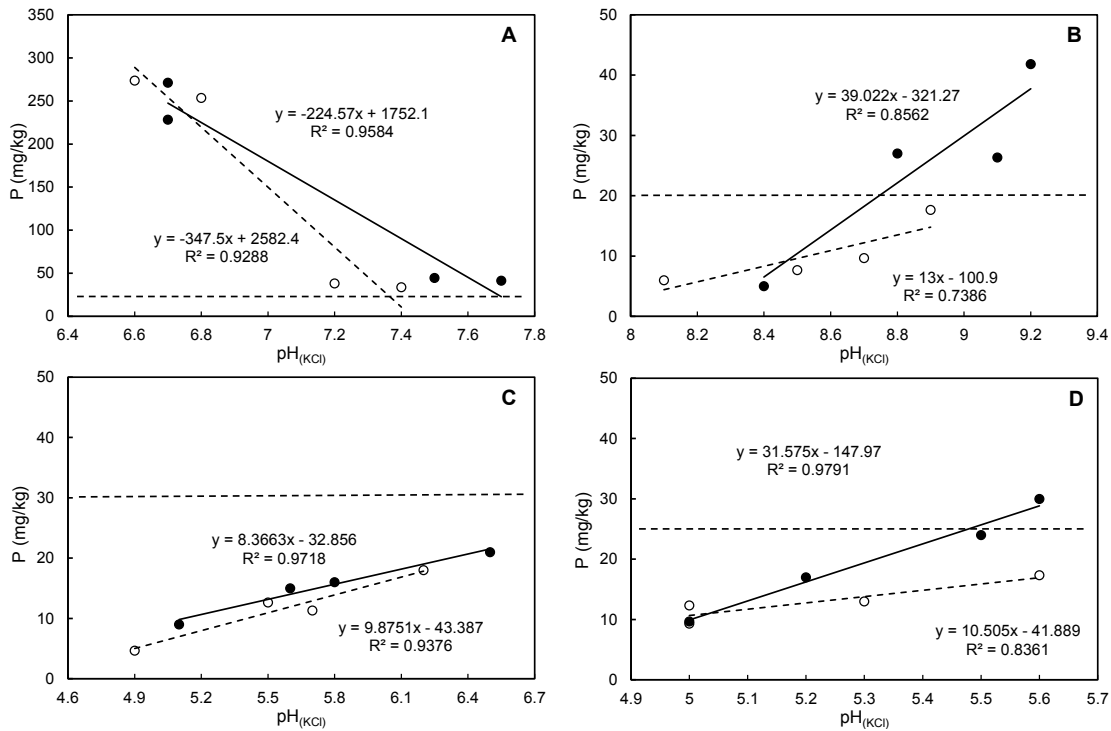 A
350
300
250
200
150
100
50
0
P (mg/kg)
y = -224.57x + 1752.1
R² = 0.9584
y = -347.5x + 2582.4
R² = 0.9288
6.4 6.6 6.8 7 7.2 7.4 7.6 7.8
pH(KCl)
B
50
40
30
20
10
0
P (mg/kg)
y = 39.022x - 321.27
R² = 0.8562
y = 13x - 100.9
R² = 0.7386
8 8.2 8.4 8.6 8.8 9 9.2 9.4
pH(KCl)
C
50
40
30
20
10
0
P (mg/kg)
y = 8.3663x - 32.856
R² = 0.9718
y = 9.8751x - 43.387
R² = 0.9376
4.6 4.9 5.2 5.5 5.8 6.1 6.4 6.7
pH(KCl)
D
50
40
30
20
10
0
P (mg/kg)
y = 31.575x - 147.97
R² = 0.9791
y = 10.505x - 41.889
R² = 0.8361
4.9 5 5.1 5.2 5.3 5.4 5.5 5.6 5.7
pH(KCl)